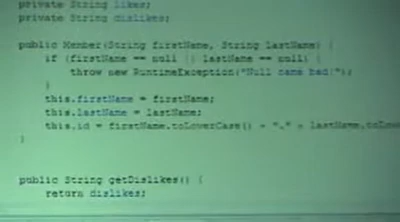 private String likes;
private String dislikes;
public Member(String firstName, String lastName) {
if (firstName == null || lastName == null) {
throw new RuntimeException("Null name bad!");
}
this.firstName = firstName;
this.lastName = lastName;
this.id = firstName.toLowerCase() + "." + lastName.toLowe
}
public String getDislikes() {
return dislikes;